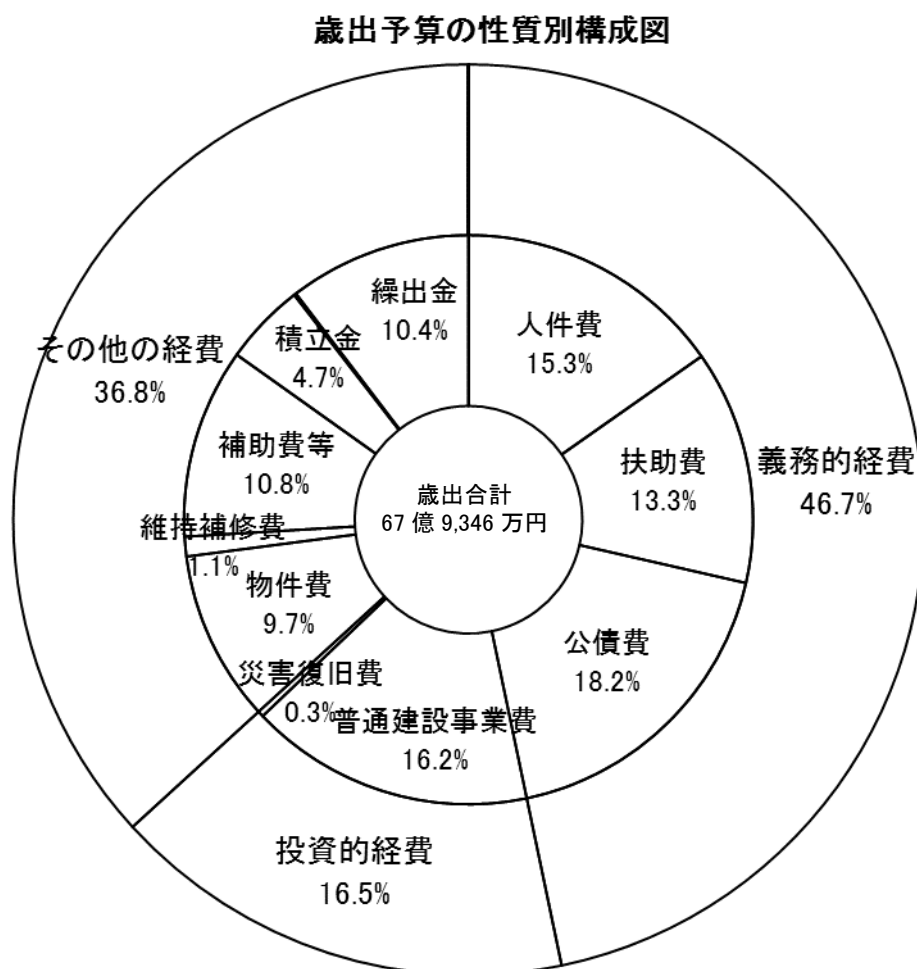 歳出予算の性質別構成図
繰出金
10.4%
人件費
15.3%
積立金
4.7%
その他の経費
36.8%
補助費等
10.8%
扶助費
13.3%
義務的経費
46.7%
歳出合計
67 億 9,346 万円
維持補修費
1.1%
物件費
9.7%
公債費
18.2%
災害復旧費
0.3%
普通建設事業費
16.2%
投資的経費
16.5%